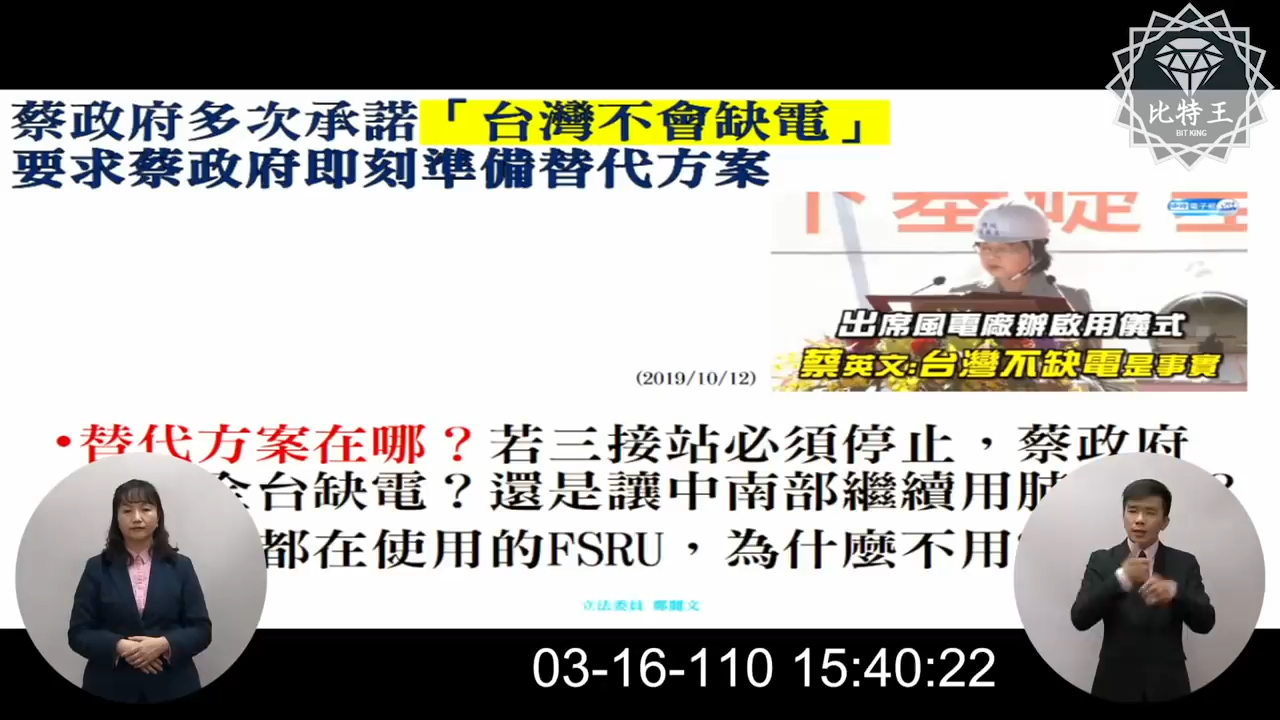 比特王
BIT KING
蔡政府多次承諾「台灣不會缺電」
要求蔡政府即刻準備替代方案
出席風電廠辦啟用儀式
蔡英文:台灣不缺電是事實
(2019/10/12)
•替代方案在哪？若三接站必須停止，蔡政府
全台缺電？還是讓中南部繼續用肺
都在使用的FSRU，為什麼不用
立法委員 鄭麗文
03-16-110 15:40:22